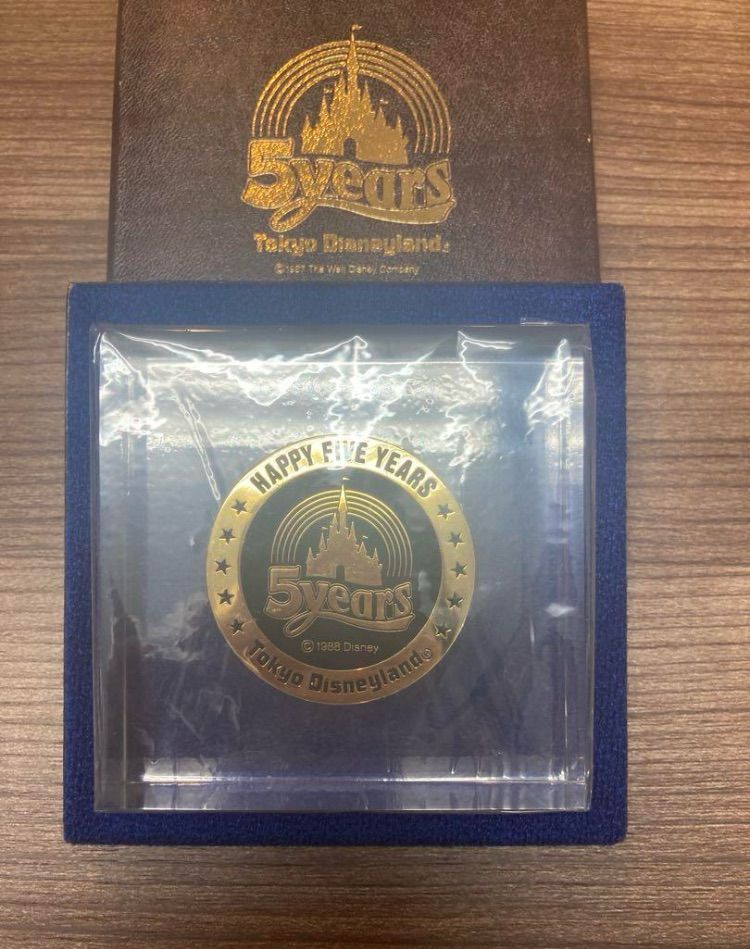 5years
Tokyo Disneyland®
© 1987 The Walt Disney Company
HAPPY FIVE YEARS
5years
© 1988 Disney
Tokyo Disneyland®